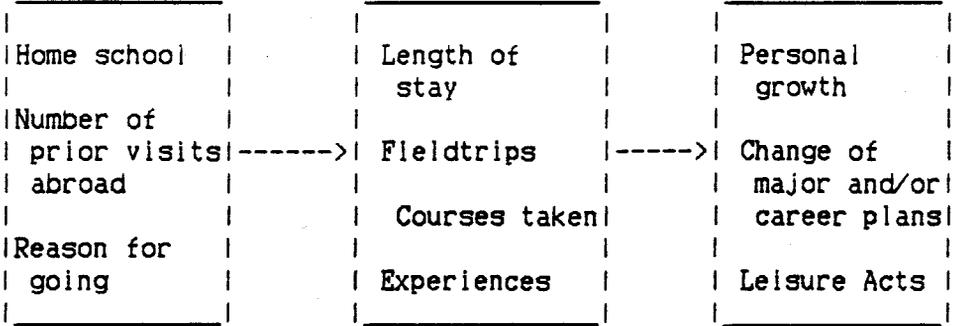 Home school
Number of
prior visits
abroad
Reason for
going
Length of
stay
Fieldtrips
Courses taken
Experiences
Personal
growth
Change of
major and/or
career plans
Leisure Acts